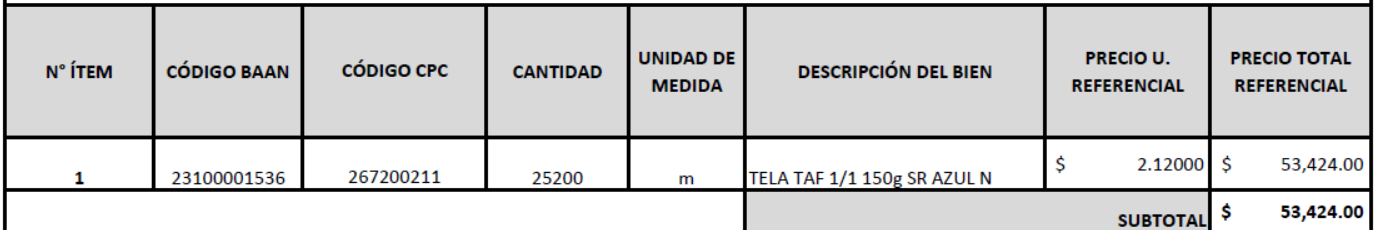 N° ÍTEM CÓDIGO BAAN CÓDIGO CPC CANTIDAD UNIDAD DE MEDIDA DESCRIPCIÓN DEL BIEN PRECIO U. REFERENCIAL PRECIO TOTAL REFERENCIAL
1 23100001536 267200211 25200 m TELA TAF 1/1 150g SR AZUL N $ 2.12000 $ 53,424.00
SUBTOTAL $ 53,424.00